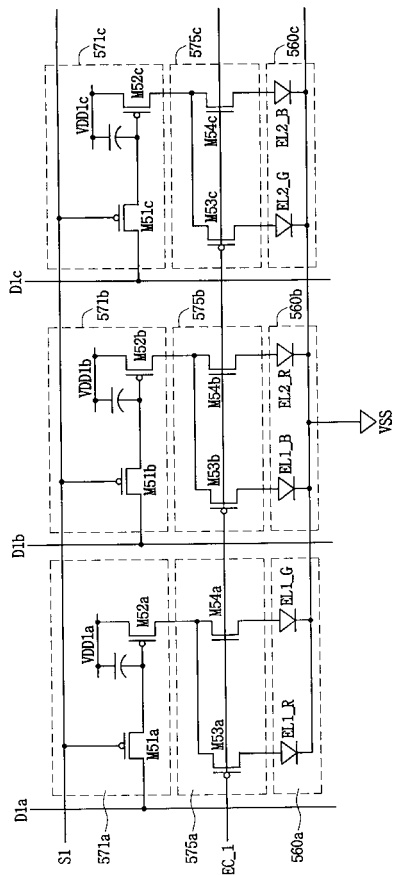 571c
575c
560c
VDD1c
M52c
M51c
M54c
M53c
EL2_B
EL2_G
D1c
571b
575b
560b
VDD1b
M52b
M51b
M54b
M53b
EL2_R
EL1_B
VSS
D1b
VDD1a
M52a
M51a
M54a
M53a
EL1_G
EL1_R
D1a
S1
571a
575a
EC_1
560a